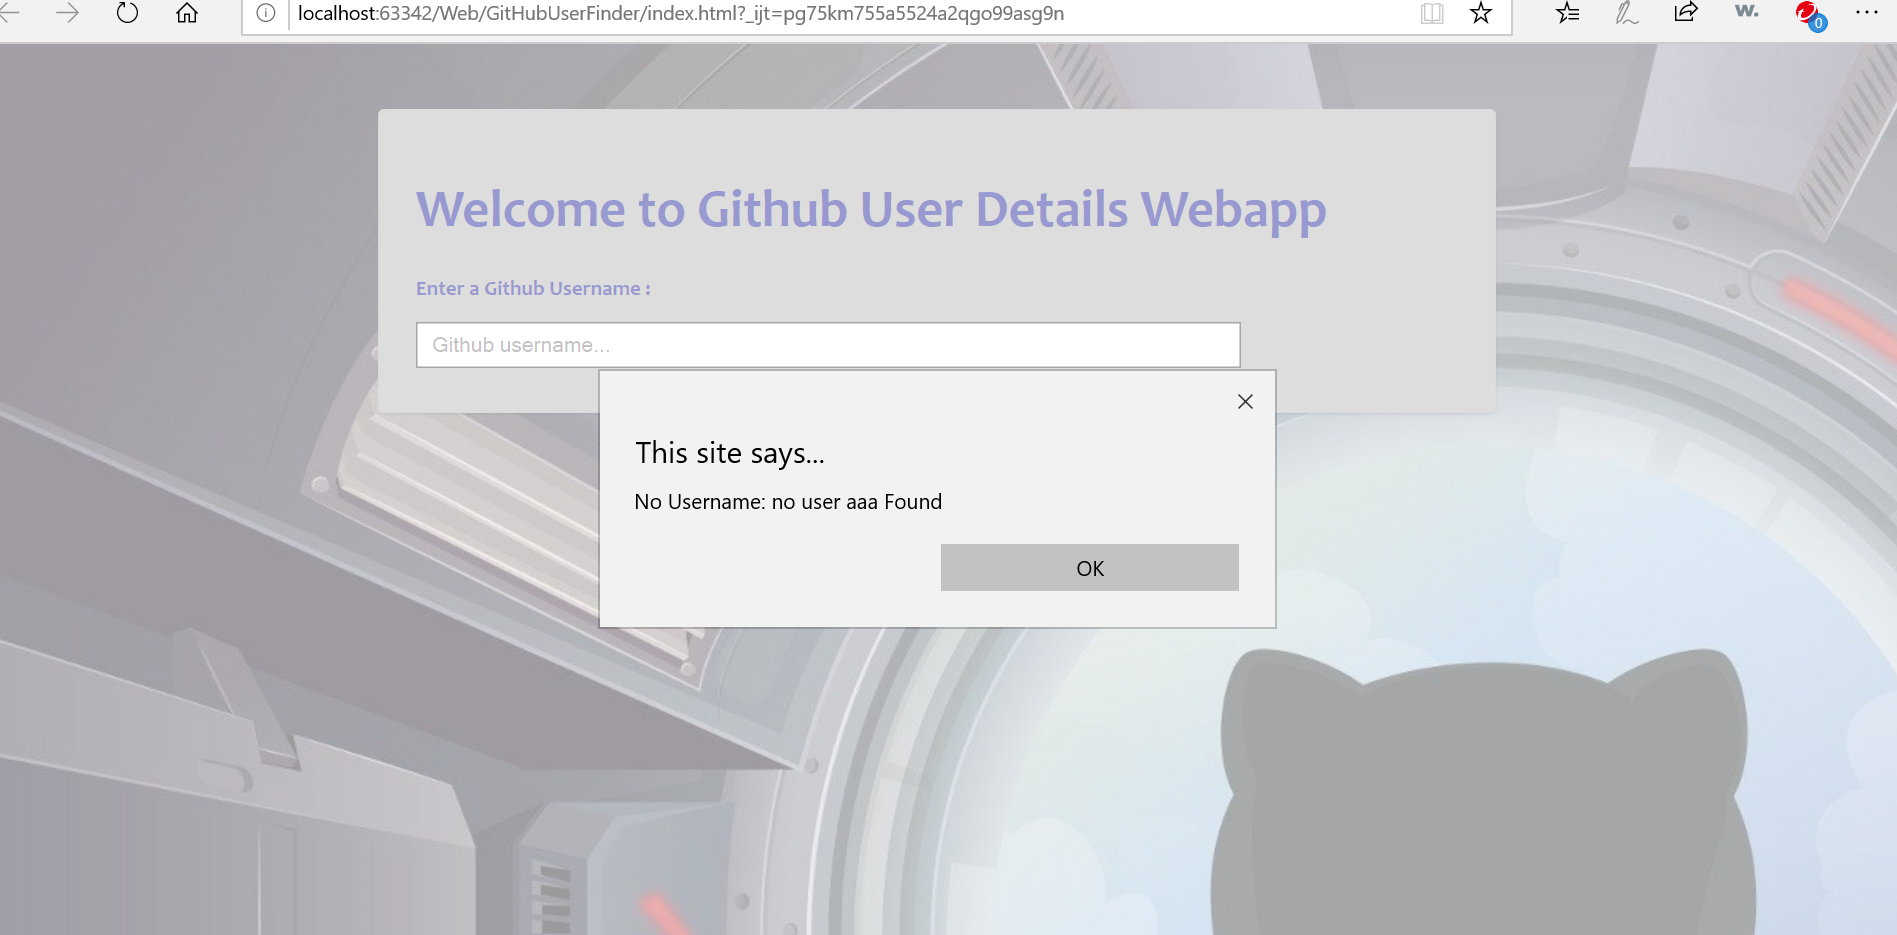 localhost:63342/Web/GitHubUserFinder/index.html?_ijt=pg75km755a5524a2qgo99asg9n
w.
0
Welcome to Github User Details Webapp
Enter a Github Username :
Github username...
This site says...
No Username: no user aaa Found
OK